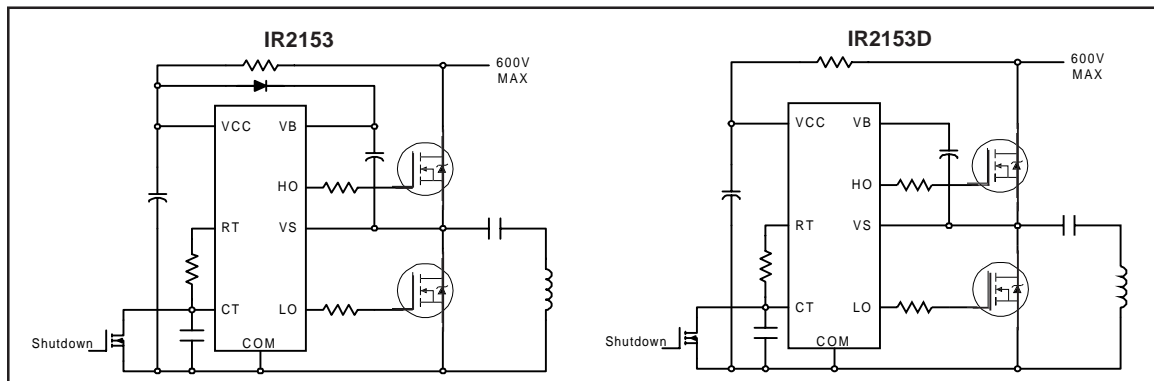 IR2153
600V
MAX
VCC
VB
HO
RT
VS
CT
LO
COM
Shutdown
IR2153D
600V
MAX
VCC
VB
HO
RT
VS
CT
LO
COM
Shutdown